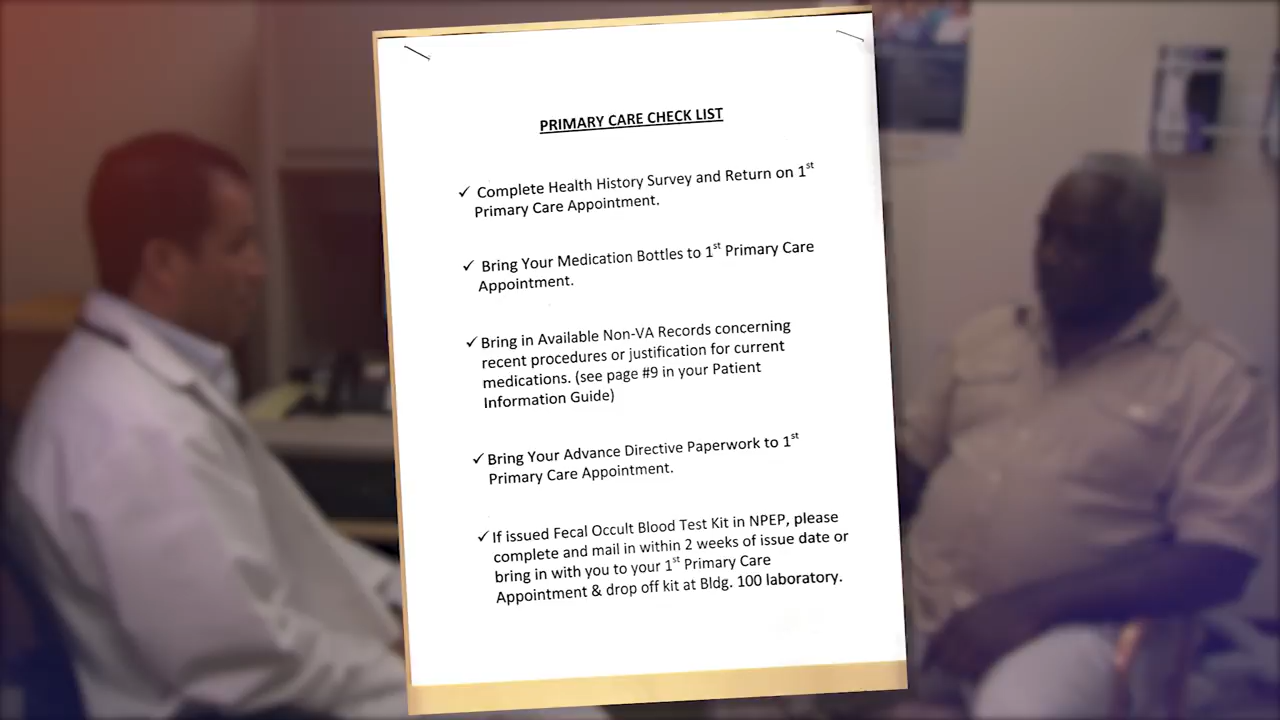 PRIMARY CARE CHECK LIST
✓ Complete Health History Survey and Return on 1st
Primary Care Appointment.
✓ Bring Your Medication Bottles to 1st Primary Care
Appointment.
✓ Bring in Available Non-VA Records concerning
recent procedures or justification for current
medications. (see page #9 in your Patient
Information Guide)
✓ Bring Your Advance Directive Paperwork to 1st
Primary Care Appointment.
✓ If issued Fecal Occult Blood Test Kit in NPEP, please
complete and mail in within 2 weeks of issue date or
bring in with you to your 1st Primary Care
Appointment & drop off kit at Bldg. 100 laboratory.